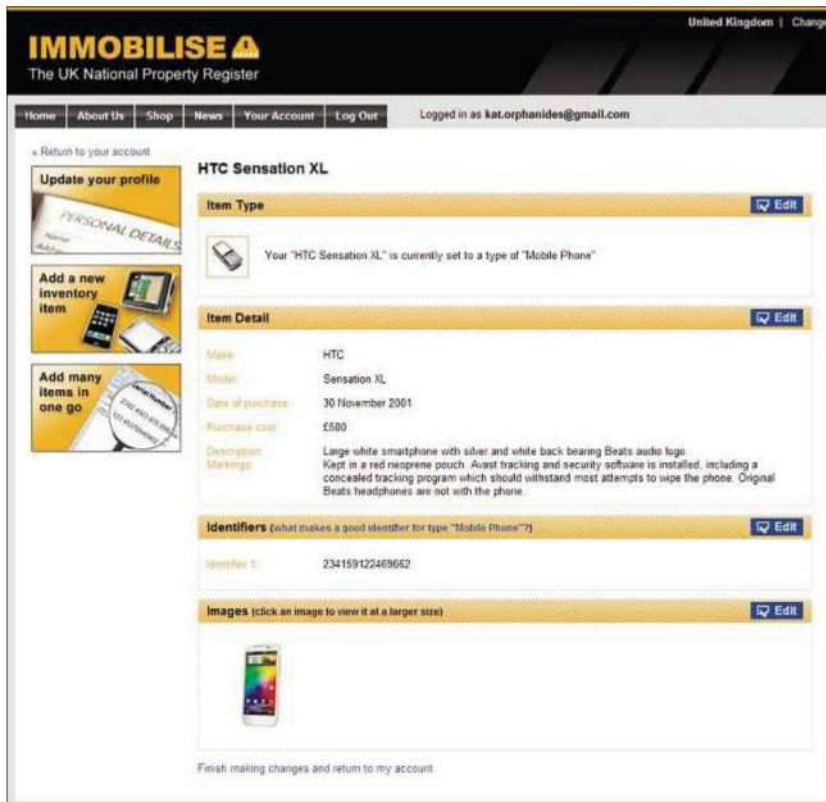 United Kingdom | Change
IMMOBILISE
The UK National Property Register
Home About Us Shop News Your Account Log Out Logged in as kat.orphanides@gmail.com
« Return to your account
Update your profile
PERSONAL DETAILS
Name
Add a new
inventory
item
Add many
items in
one go
Serial Number
HTC Sensation XL
Item Type Edit
Your "HTC Sensation XL" is currently set to a type of "Mobile Phone"
Item Detail Edit
Make: HTC
Model: Sensation XL
Date of purchase: 30 November 2001
Purchase cost: £500
Description: Large white smartphone with silver and white back bearing Beats audio logo.
Markings: Kept in a red neoprene pouch. Avast tracking and security software is installed, including a
concealed tracking program which should withstand most attempts to wipe the phone. Original
Beats headphones are not with the phone.
Identifiers (what makes a good identifier for type "Mobile Phone"?) Edit
Identifier 1: 234159122469662
Images (click an image to view it at a larger size) Edit
Finish making changes and return to my account